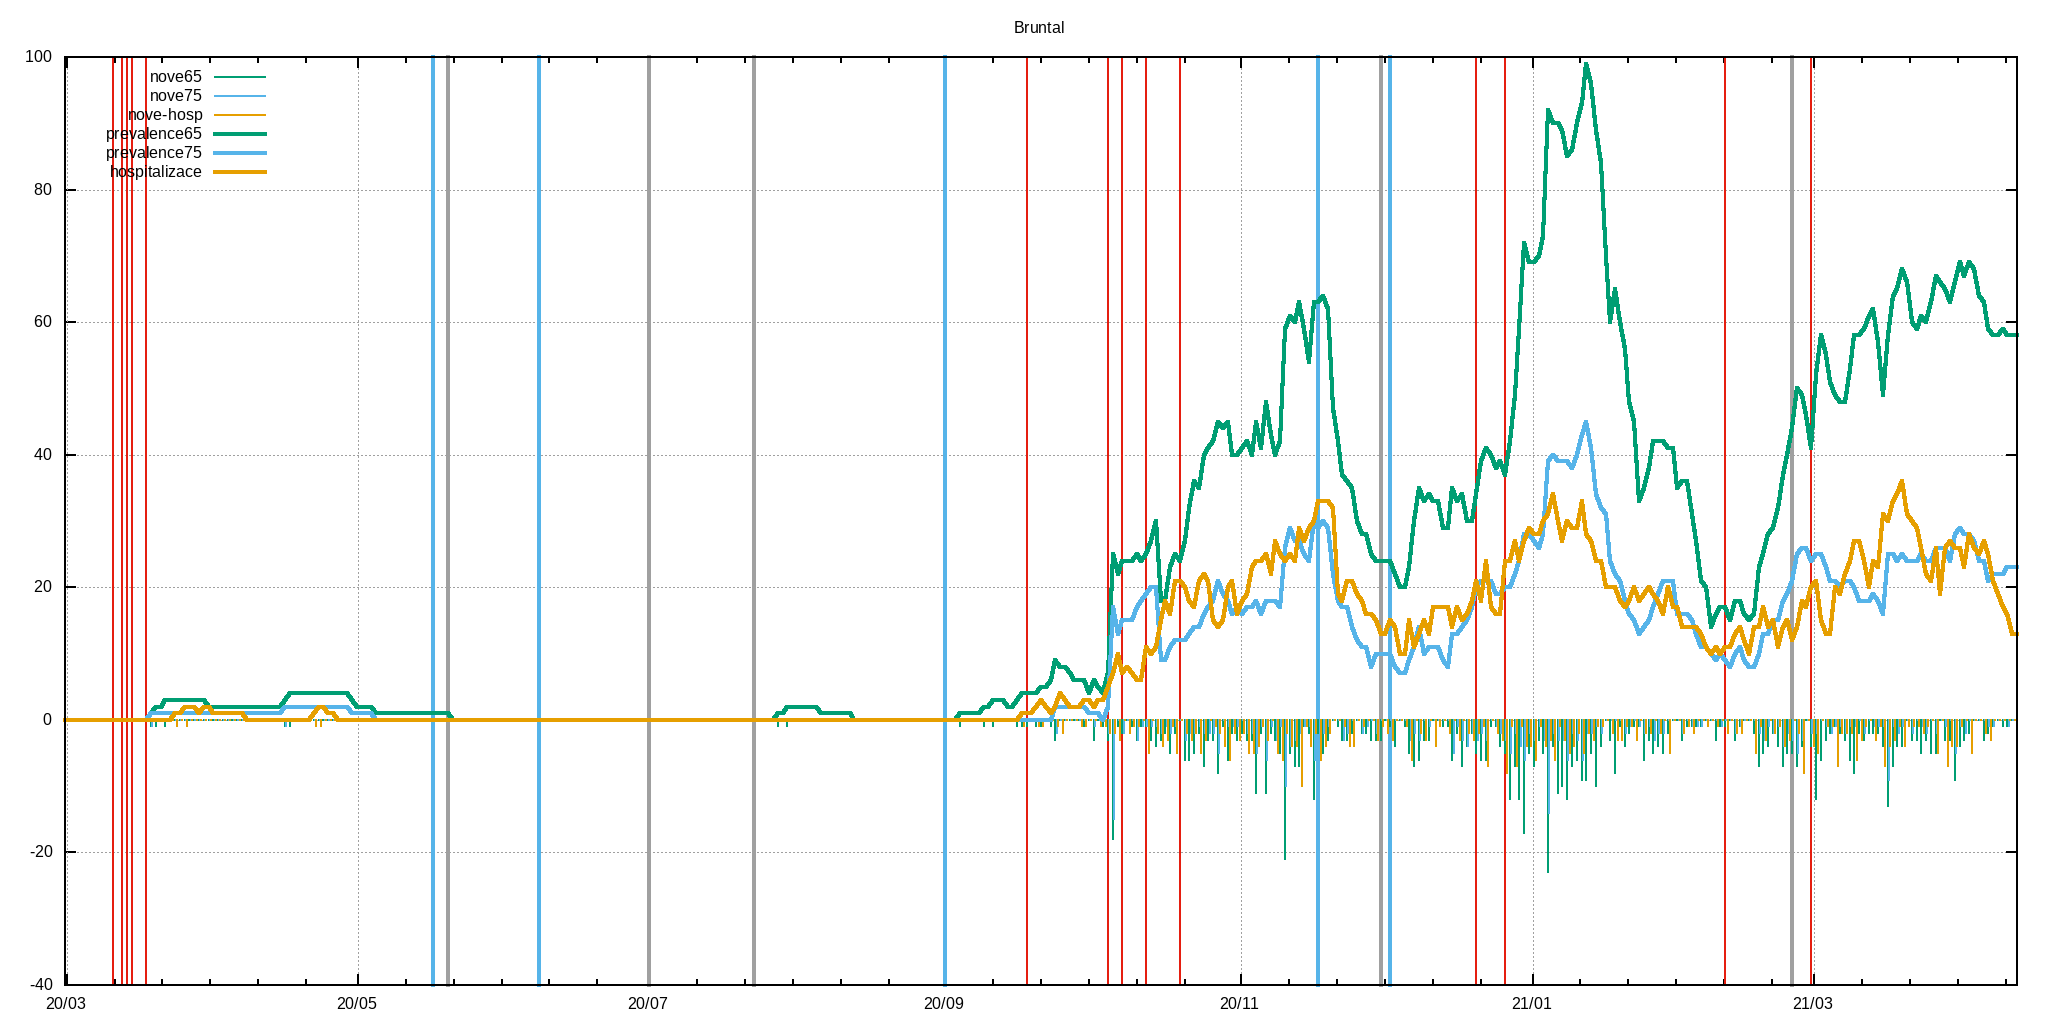 Bruntal
100
80
60
40
20
0
-20
-40
nove65
nove75
nove-hosp
prevalence65
prevalence75
hospitalizace
20/03 20/05 20/07 20/09 20/11 21/01 21/03